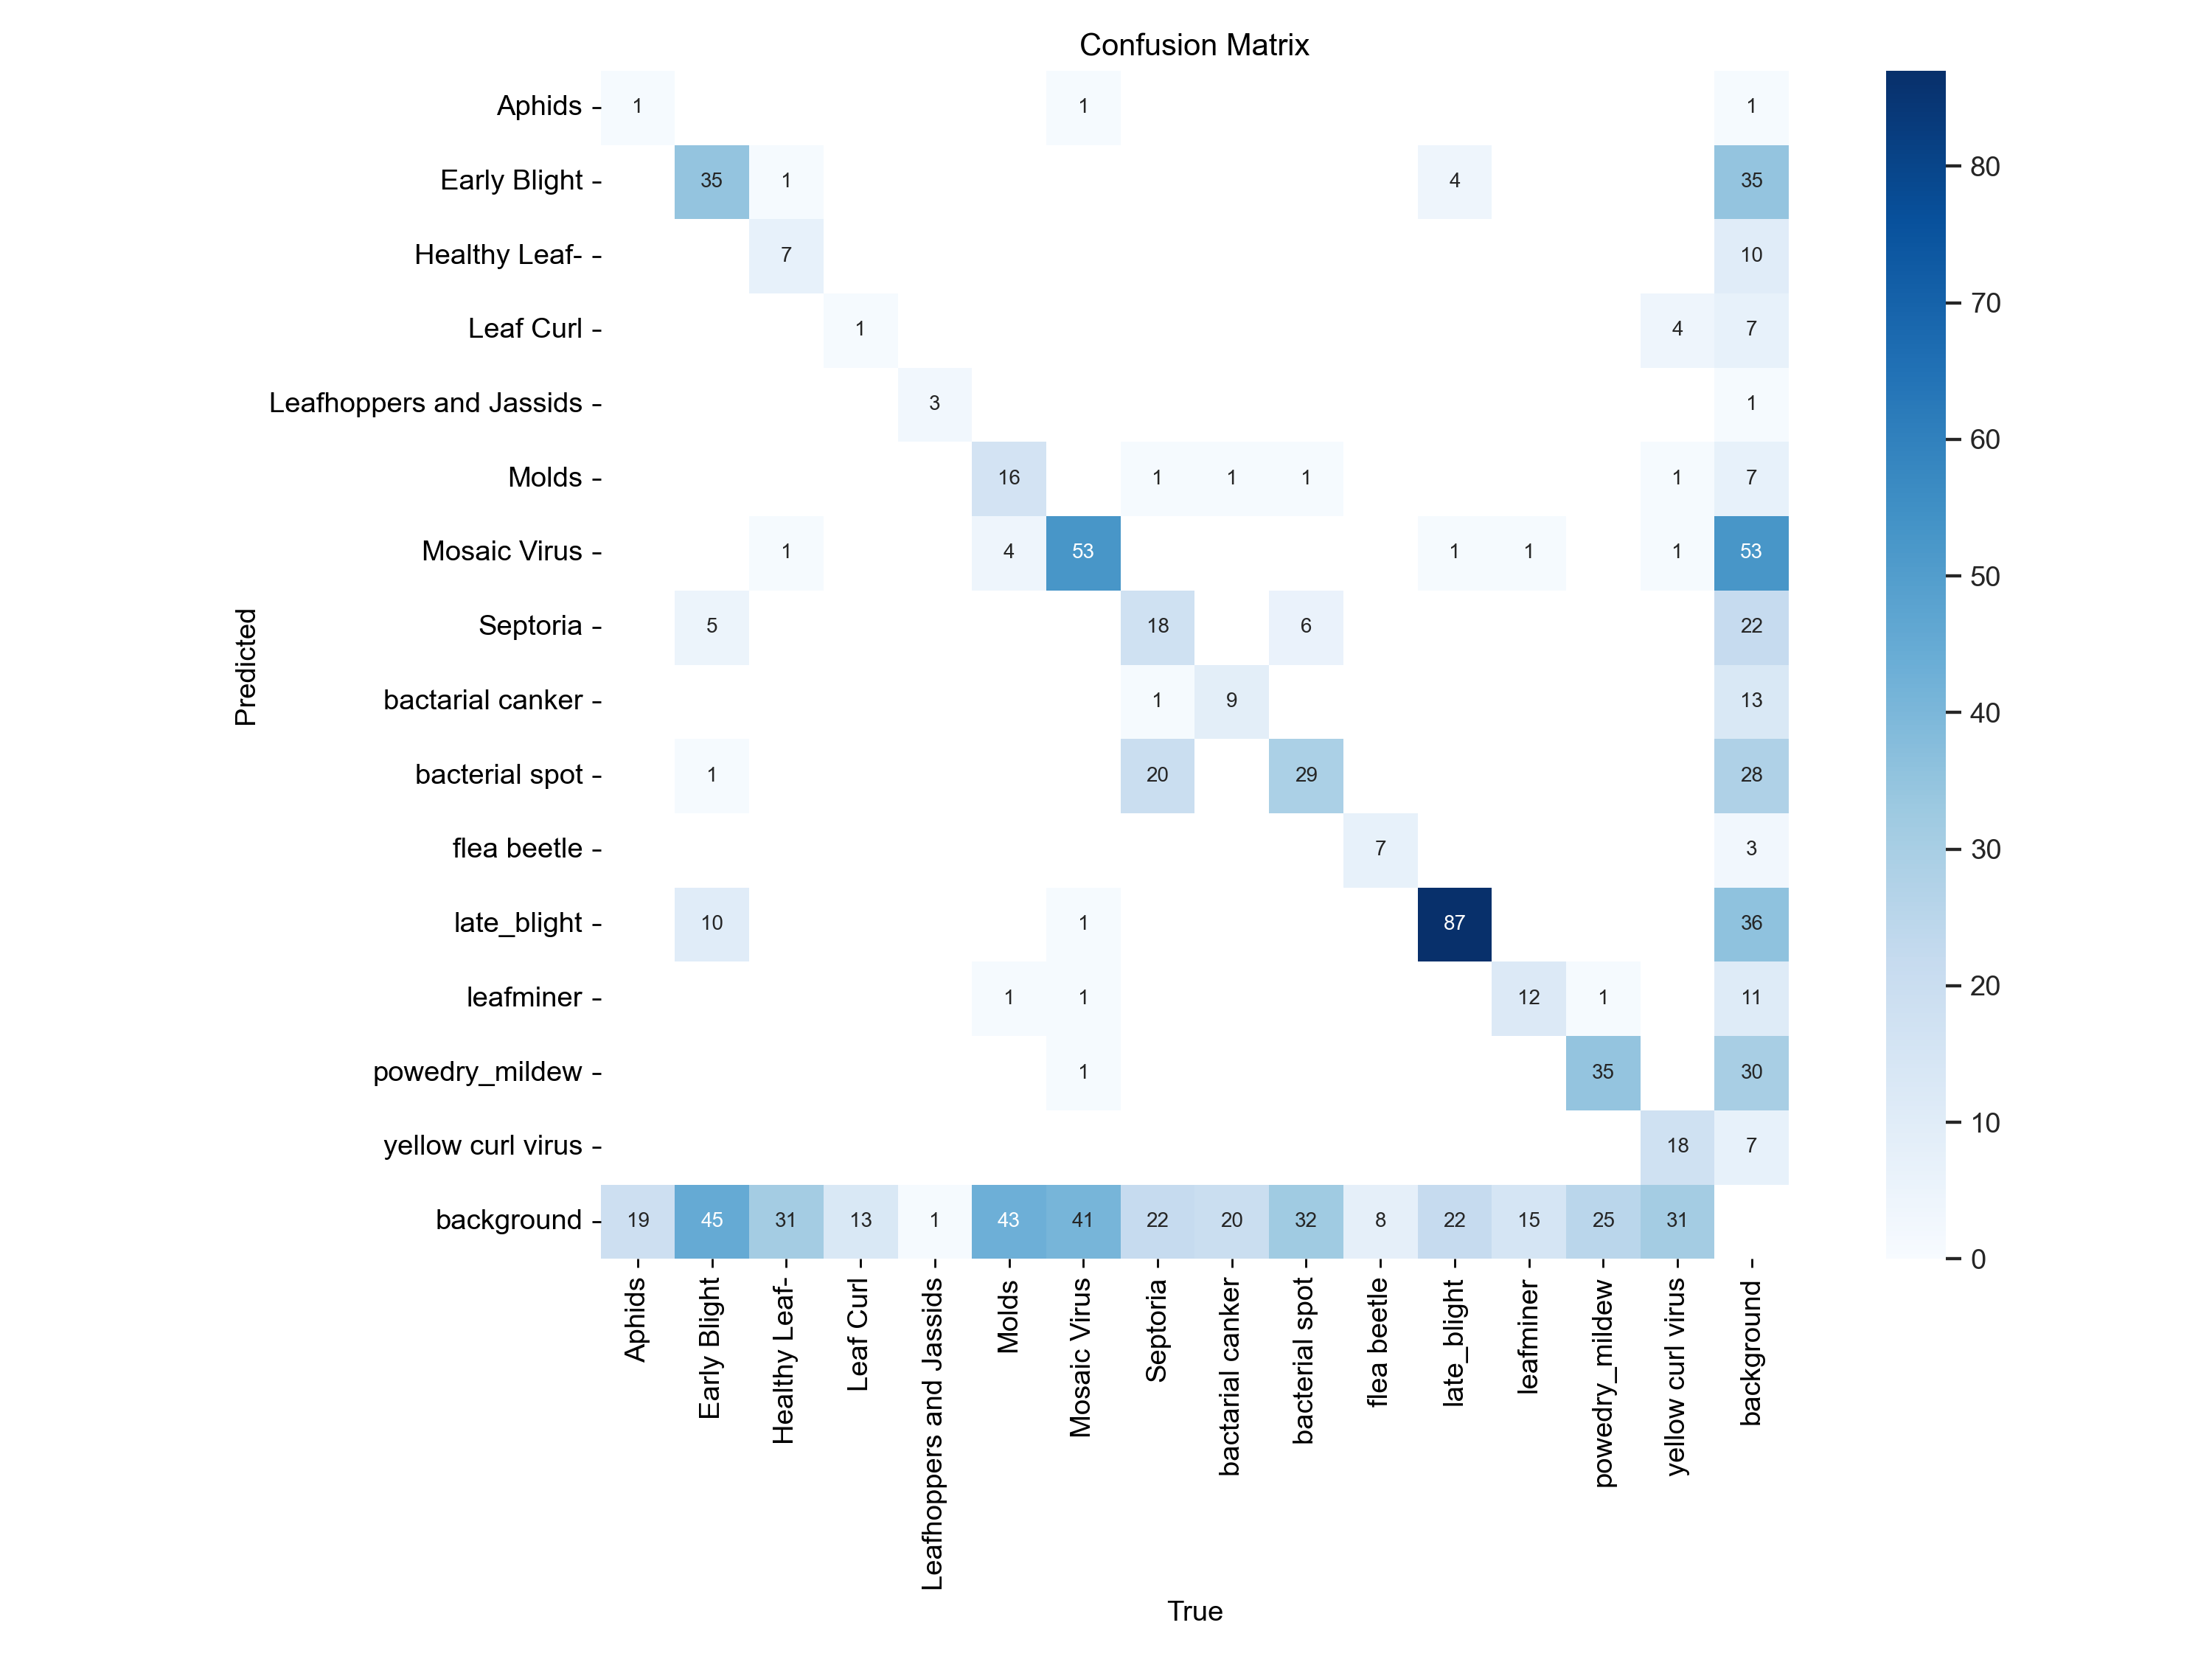 Confusion Matrix
Aphids 1 1 1
Early Blight 35 1 4 35 80
Healthy Leaf- 7 10
Leaf Curl 1 4 7 70
Leafhoppers and Jassids 3 1
Molds 16 1 1 1 1 7 60
Mosaic Virus 4 53 1 1 1 1 53 50
Predicted
Septoria 5 18 6 22
bactarial canker 1 9 13 40
bacterial spot 1 20 29 28
flea beetle 7 3 30
late_blight 10 1 87 36
leafminer 1 1 12 1 11 20
powedry_mildew 1 35 30
yellow curl virus 18 7 10
background 19 45 31 13 1 43 41 22 20 32 8 22 15 25 31 0
Aphids
Early Blight
Healthy Leaf-
Leaf Curl
Leafhoppers and Jassids
Molds
Mosaic Virus
Septoria
bactarial canker
bacterial spot
flea beetle
late_blight
leafminer
powedry_mildew
yellow curl virus
background
True